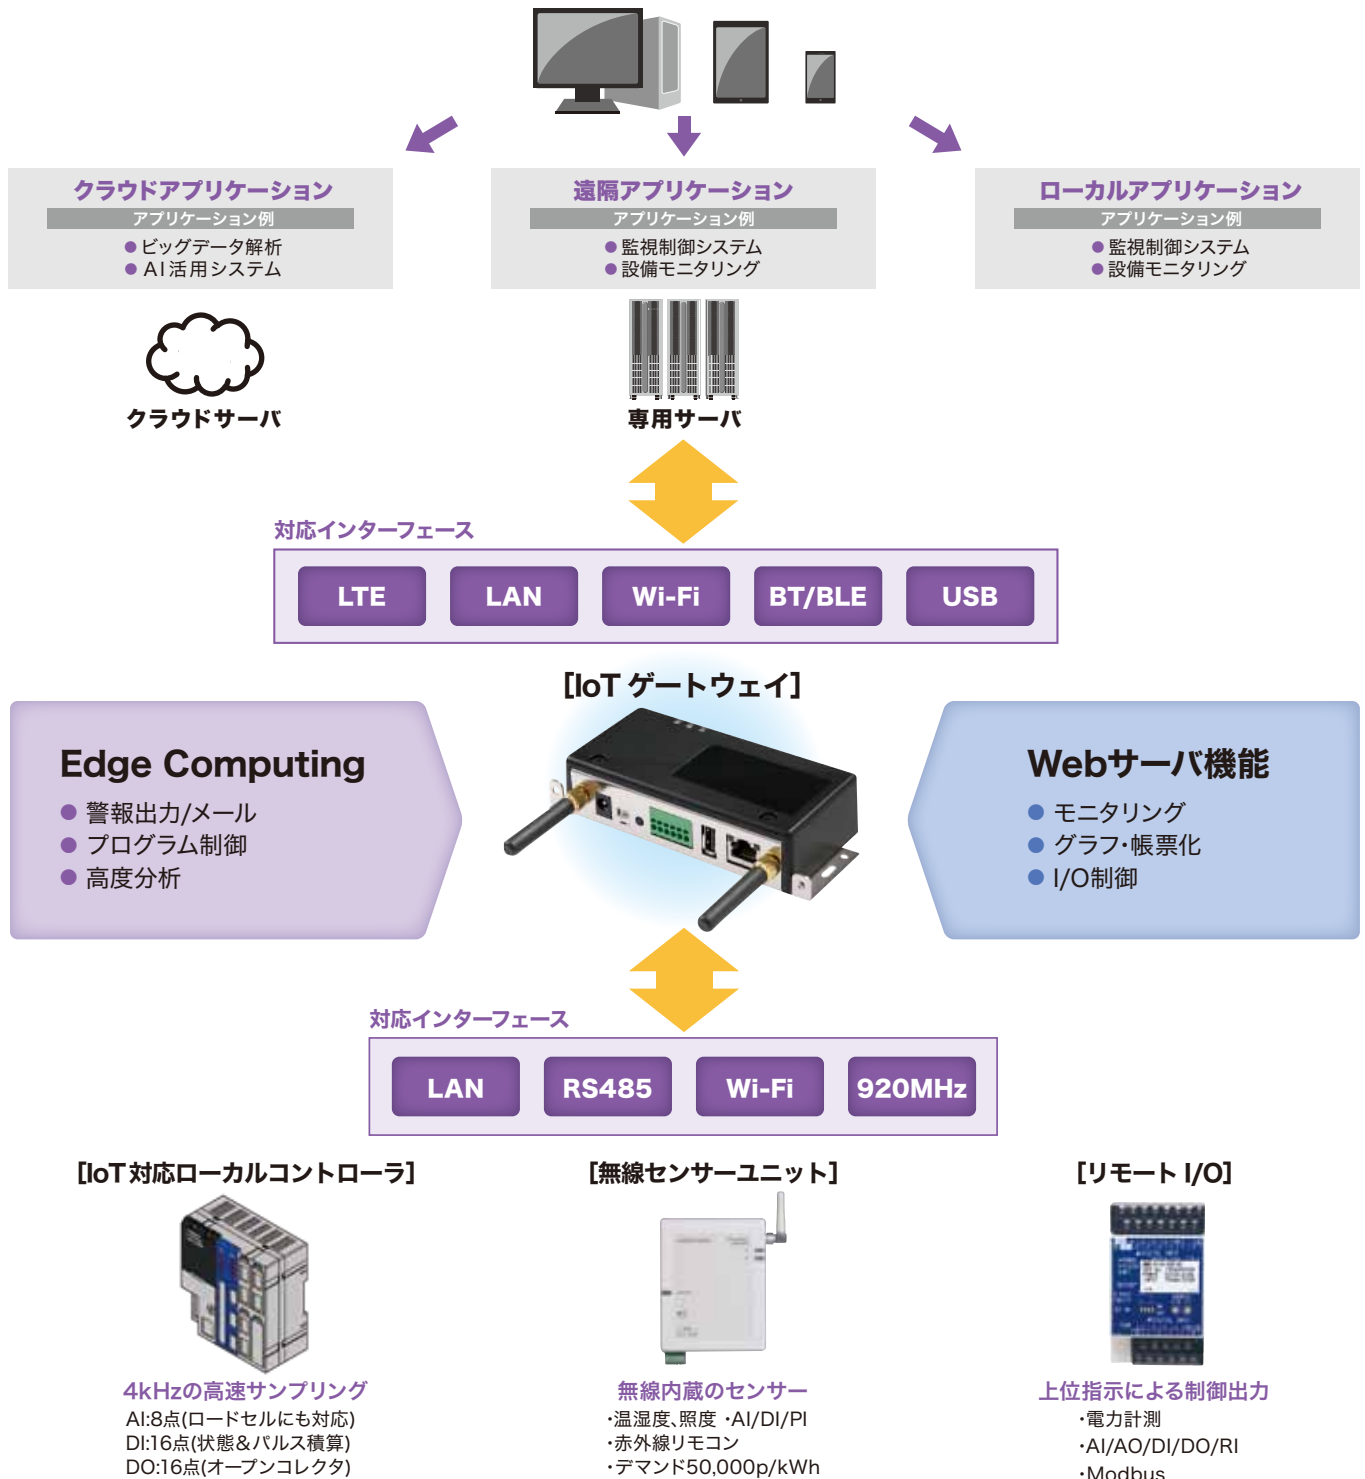 クラウドアプリケーション
アプリケーション例
● ビッグデータ解析
● AI活用システム
遠隔アプリケーション
アプリケーション例
● 監視制御システム
● 設備モニタリング
ローカルアプリケーション
アプリケーション例
● 監視制御システム
● 設備モニタリング
クラウドサーバ
専用サーバ
対応インターフェース
LTE
LAN
Wi-Fi
BT/BLE
USB
[IoT ゲートウェイ]
Edge Computing
● 警報出力/メール
● プログラム制御
● 高度分析
Webサーバ機能
● モニタリング
● グラフ・帳票化
● I/O制御
対応インターフェース
LAN
RS485
Wi-Fi
920MHz
[IoT対応ローカルコントローラ]
4kHzの高速サンプリング
AI:8点(ロードセルにも対応)
DI:16点(状態&パルス積算)
DO:16点(オープンコレクタ)
[無線センサーユニット]
無線内蔵のセンサー
・温湿度、照度 ・AI/DI/PI
・赤外線リモコン
・デマンド50,000p/kWh
[リモート I/O]
上位指示による制御出力
・電力計測
・AI/AO/DI/DO/RI
・Modbus